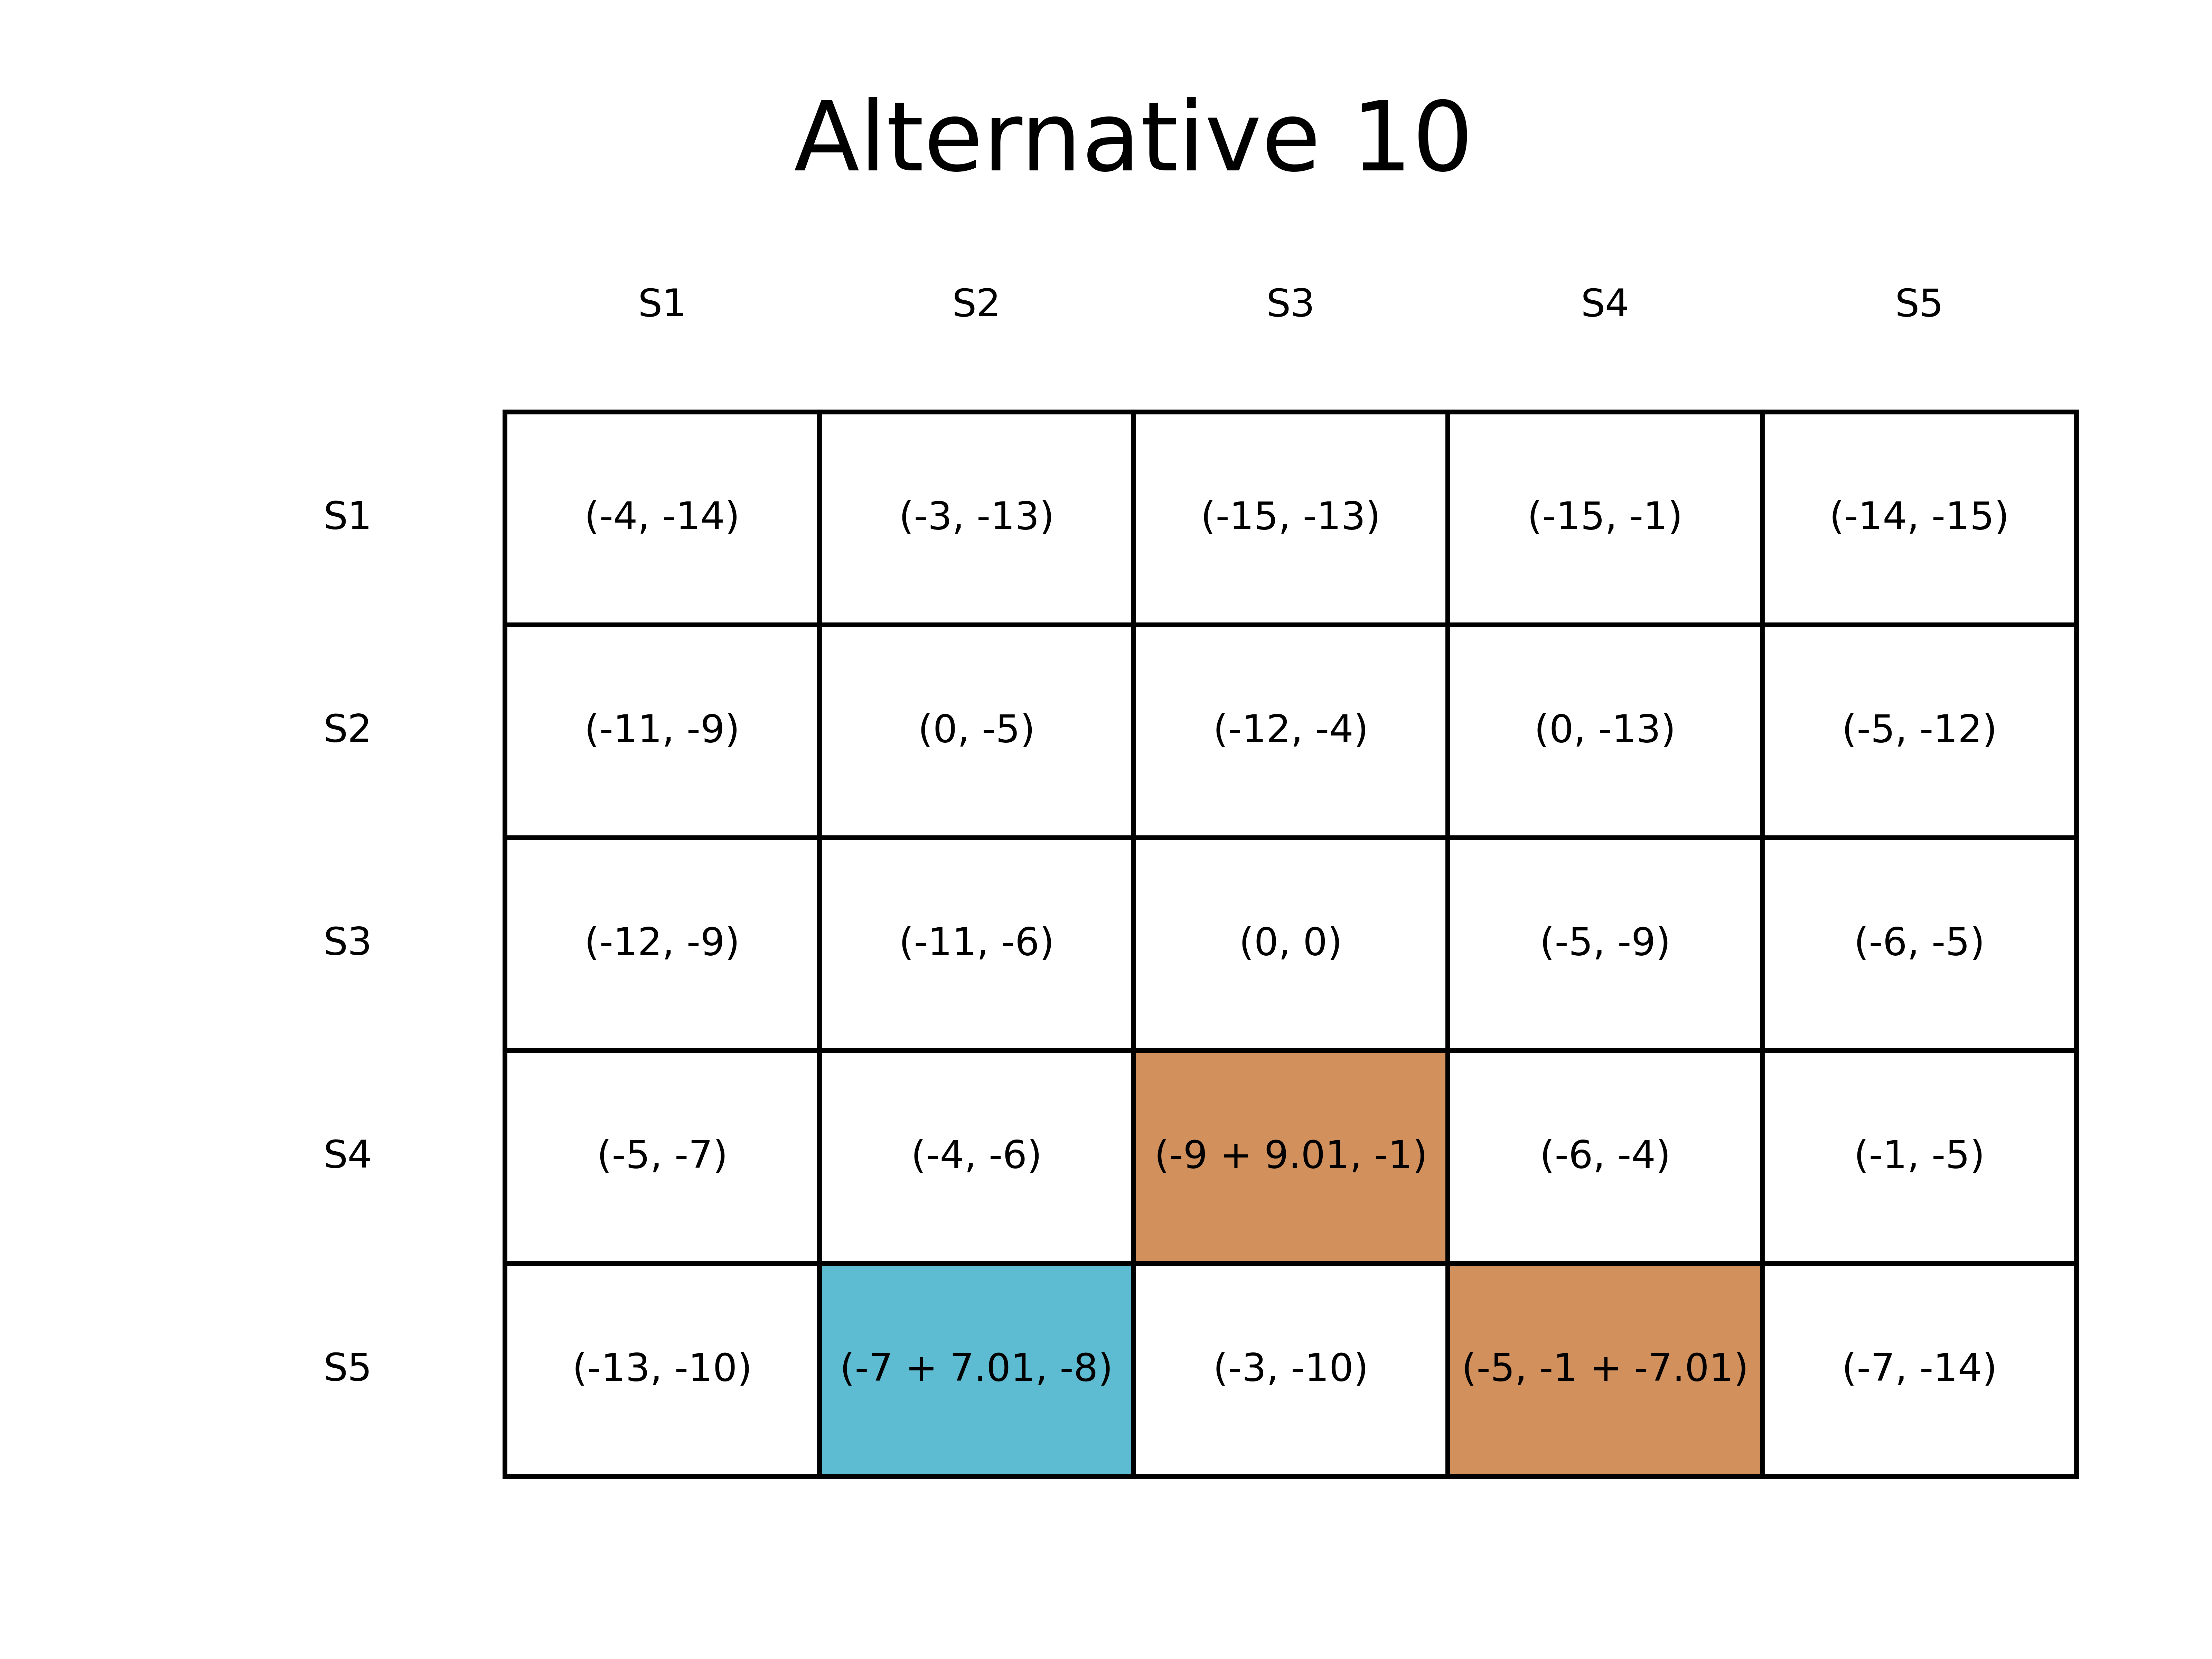 Alternative 10
S1 S2 S3 S4 S5
S1 (-4, -14) (-3, -13) (-15, -13) (-15, -1) (-14, -15)
S2 (-11, -9) (0, -5) (-12, -4) (0, -13) (-5, -12)
S3 (-12, -9) (-11, -6) (0, 0) (-5, -9) (-6, -5)
S4 (-5, -7) (-4, -6) (-9 + 9.01, -1) (-6, -4) (-1, -5)
S5 (-13, -10) (-7 + 7.01, -8) (-3, -10) (-5, -1 + -7.01) (-7, -14)